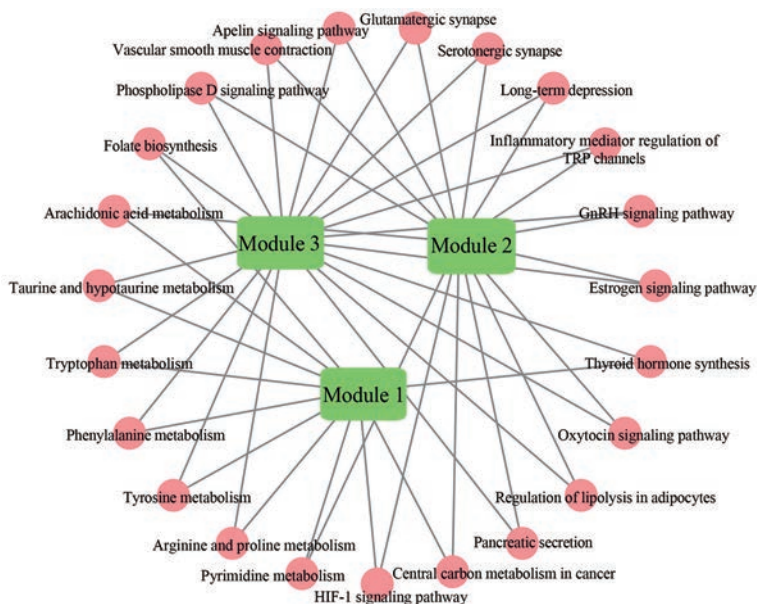 Glutamatergic synapse
Apelin signaling pathway
Vascular smooth muscle contraction
Serotonergic synapse
Phospholipase D signaling pathway
Long-term depression
Folate biosynthesis
Inflammatory mediator regulation of
TRP channels
Arachidonic acid metabolism
GnRH signaling pathway
Module 3
Module 2
Taurine and hypotaurine metabolism
Estrogen signaling pathway
Tryptophan metabolism
Thyroid hormone synthesis
Module 1
Phenylalanine metabolism
Oxytocin signaling pathway
Tyrosine metabolism
Regulation of lipolysis in adipocytes
Arginine and proline metabolism
Pancreatic secretion
Pyrimidine metabolism
Central carbon metabolism in cancer
HIF-1 signaling pathway